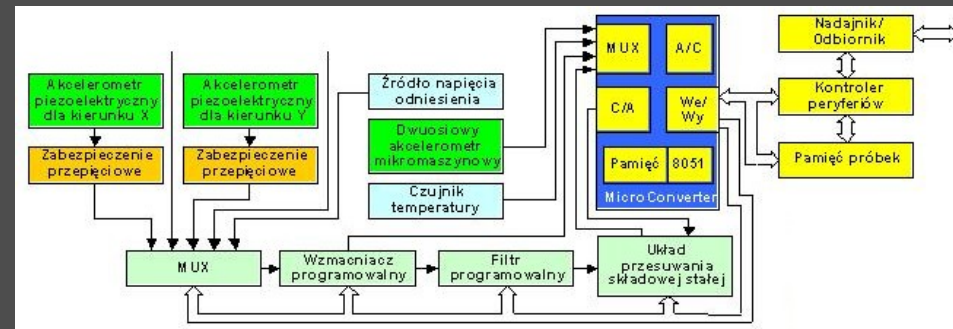 Akcelerometr
piezoelektryczny
dla kierunku X
Akcelerometr
piezoelektryczny
dla kierunku Y
Źródło napięcia
odniesienia
Dwuosiowy
akcelerometr
mikromaszynowy
Czujnik
temperatury
Zabezpieczenie
przepięciowe
Zabezpieczenie
przepięciowe
MUX
A/C
C/A
We/
Wy
Pamięć
8051
MicroConverter
Nadajnik/
Odbiornik
Kontroler
peryferiów
Pamięć próbek
MUX
Wzmacniacz
programowalny
Filtr
programowalny
Układ
przesuwania
składowej stałej